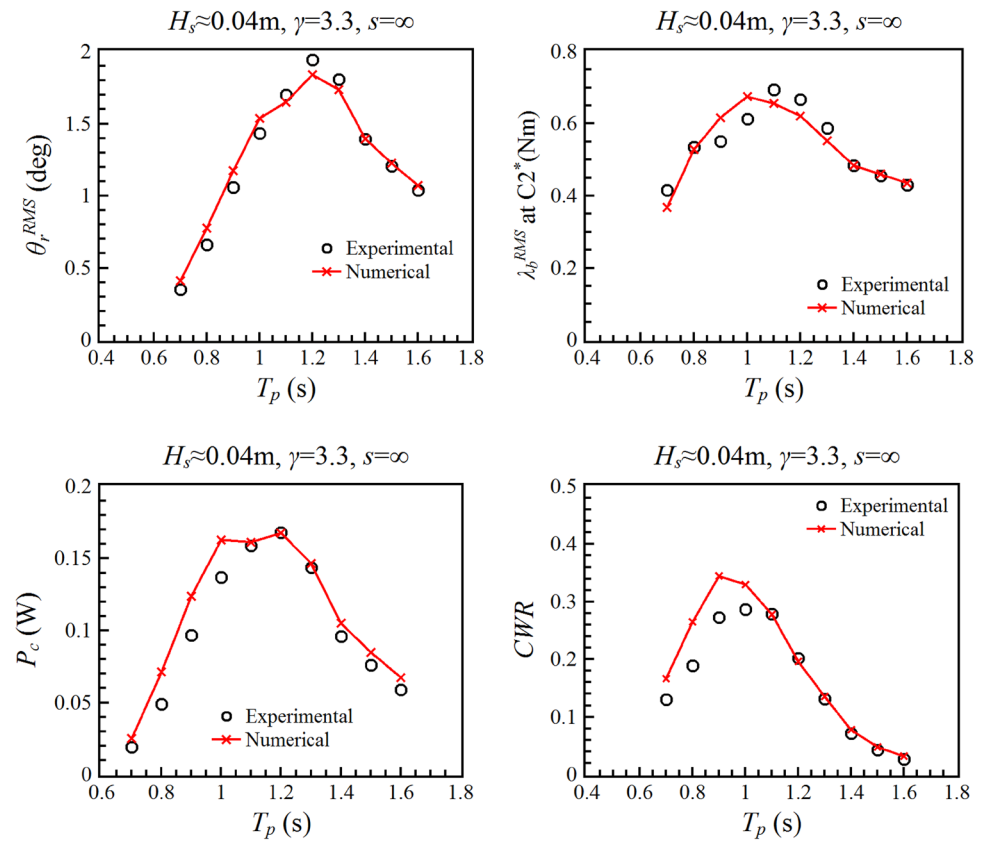 Hs≈0.04m, γ=3.3, s=∞
θr^RMS (deg)
2
1.5
1
0.5
0
0.4 0.6 0.8 1 1.2 1.4 1.6 1.8
Tp (s)
Experimental
Numerical
Hs≈0.04m, γ=3.3, s=∞
λb^RMS at C2*(Nm)
0.8
0.6
0.4
0.2
0
0.4 0.6 0.8 1 1.2 1.4 1.6 1.8
Tp (s)
Experimental
Numerical
Hs≈0.04m, γ=3.3, s=∞
Pc (W)
0.2
0.15
0.1
0.05
0
0.6 0.8 1 1.2 1.4 1.6 1.8
Tp (s)
Experimental
Numerical
Hs≈0.04m, γ=3.3, s=∞
CWR
0.5
0.4
0.3
0.2
0.1
0
0.4 0.6 0.8 1 1.2 1.4 1.6 1.8
Tp (s)
Experimental
Numerical